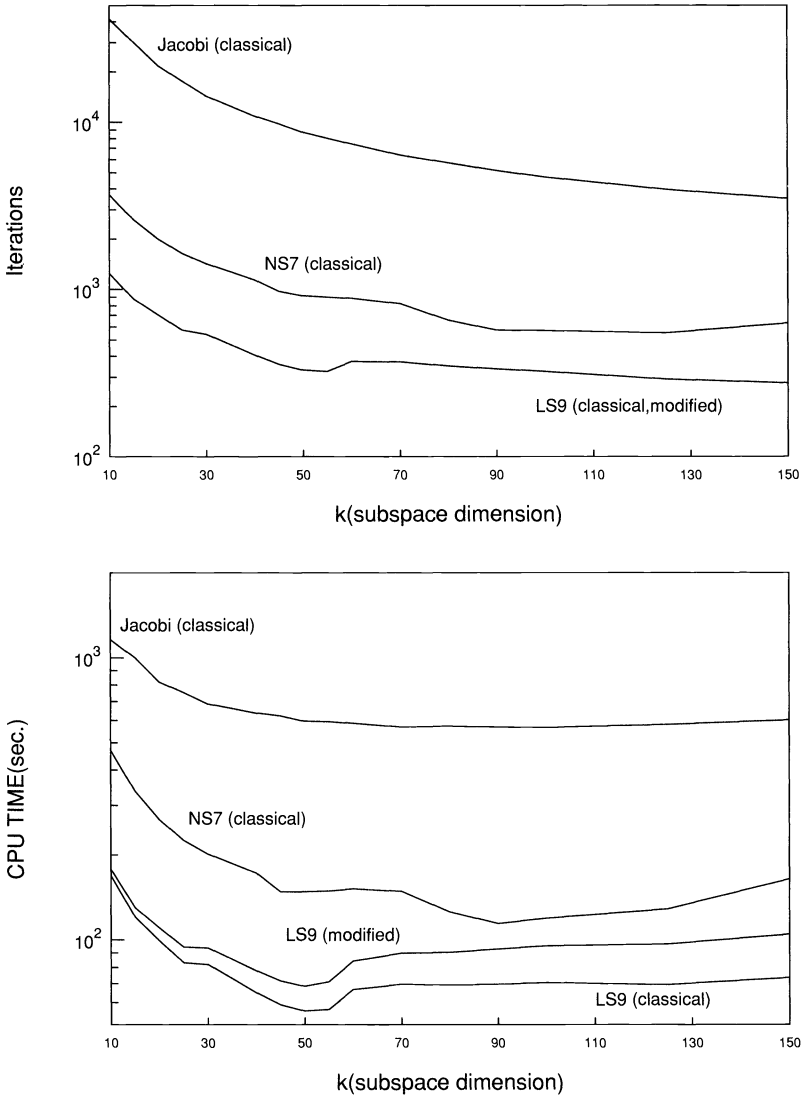 Jacobi (classical)
10^4
Iterations
NS7 (classical)
10^3
LS9 (classical,modified)
10^2
10 30 50 70 90 110 130 150
k(subspace dimension)
Jacobi (classical)
10^3
CPU TIME(sec.)
NS7 (classical)
LS9 (modified)
10^2
LS9 (classical)
10 30 50 70 90 110 130 150
k(subspace dimension)